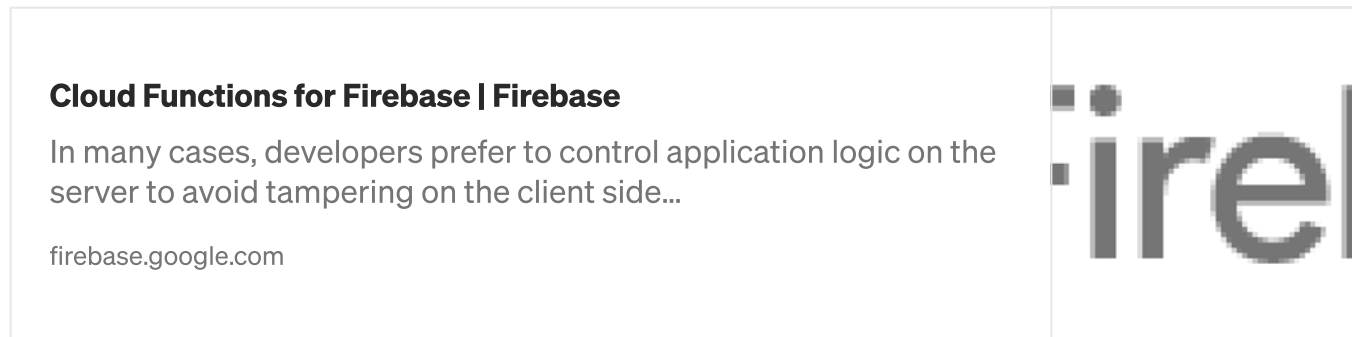 Cloud Functions for Firebase | Firebase
In many cases, developers prefer to control application logic on the
server to avoid tampering on the client side...
firebase.google.com